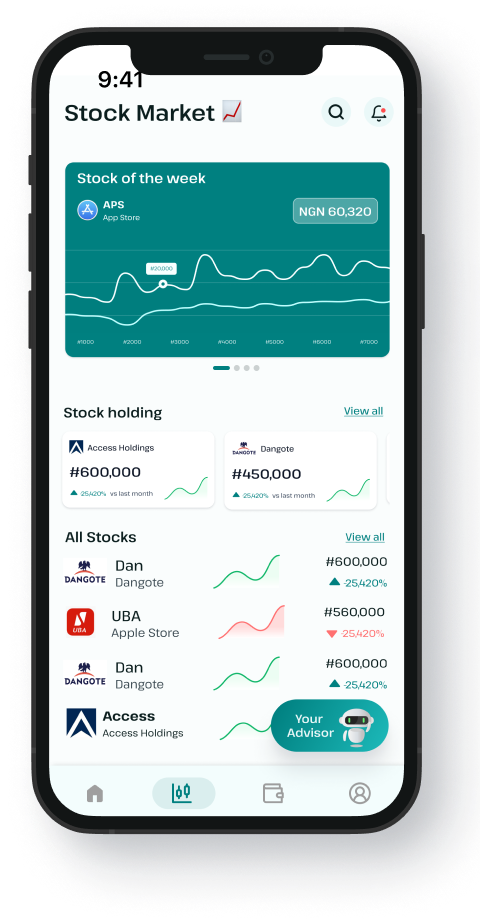 9:41
Stock Market
Stock of the week
APS
App Store
NGN 60,320
#20,000
#1000 #2000 #3000 #4000 #5000 #6000 #7000
Stock holding View all
Access Holdings
#600,000
25,420% vs last month
DANGOTE Dangote
#450,000
25,420% vs last month
All Stocks View all
DANGOTE
Dan
Dangote
#600,000
-25,420%
UBA
UBA
Apple Store
#560,000
-25,420%
DANGOTE
Dan
Dangote
#600,000
-25,420%
Access
Access Holdings
Your
Advisor